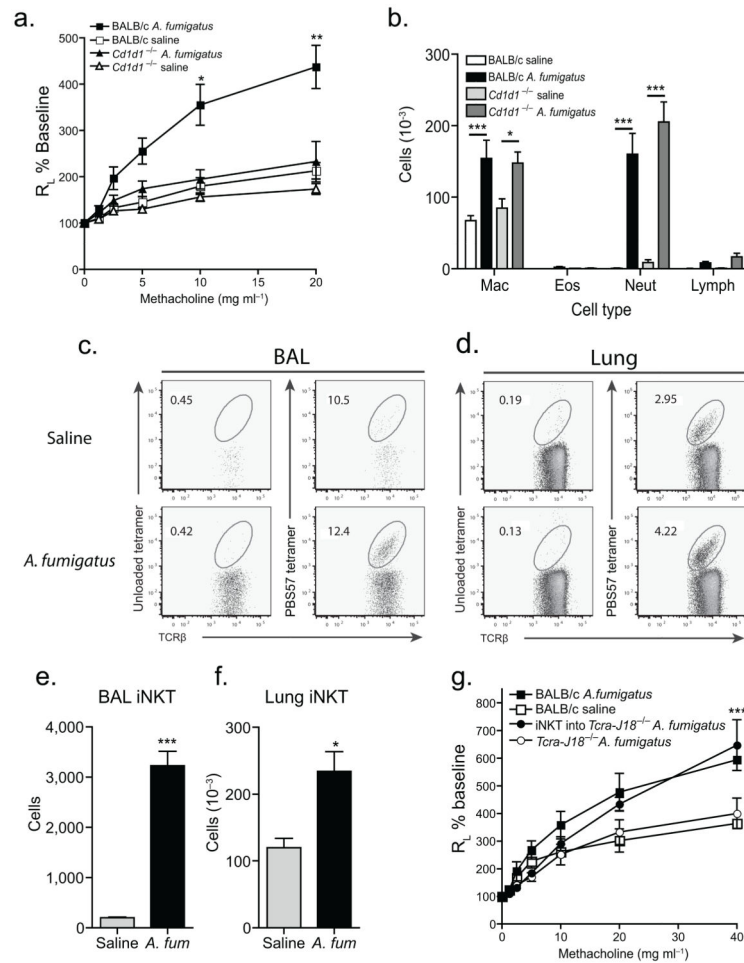 a.
BALB/c A. fumigatus
BALB/c saline
Cd1d1⁻/⁻ A. fumigatus
Cd1d1⁻/⁻ saline
500
400
300
200
100
0
*
**
R_L % Baseline
0 5 10 15 20
Methacholine (mg ml⁻¹)
b.
BALB/c saline
BALB/c A. fumigatus
Cd1d1⁻/⁻ saline
Cd1d1⁻/⁻ A. fumigatus
300
200
100
0
Cells (10⁻³)
*** * *** ***
Mac Eos Neut Lymph
Cell type
c.
BAL
Saline
0.45
10.5
A. fumigatus
0.42
12.4
Unloaded tetramer
PBS57 tetramer
TCRβ
d.
Lung
0.19
2.95
0.13
4.22
Unloaded tetramer
PBS57 tetramer
TCRβ
e.
BAL iNKT
4,000
3,000
2,000
1,000
0
Cells
***
Saline A. fum
f.
Lung iNKT
300
200
100
0
Cells (10⁻³)
*
Saline A. fum
g.
BALB/c A.fumigatus
BALB/c saline
iNKT into Tcra-J18⁻/⁻ A. fumigatus
Tcra-J18⁻/⁻ A. fumigatus
800
700
600
500
400
300
200
100
0
***
R_L % baseline
0 10 20 30 40
Methacholine (mg ml⁻¹)